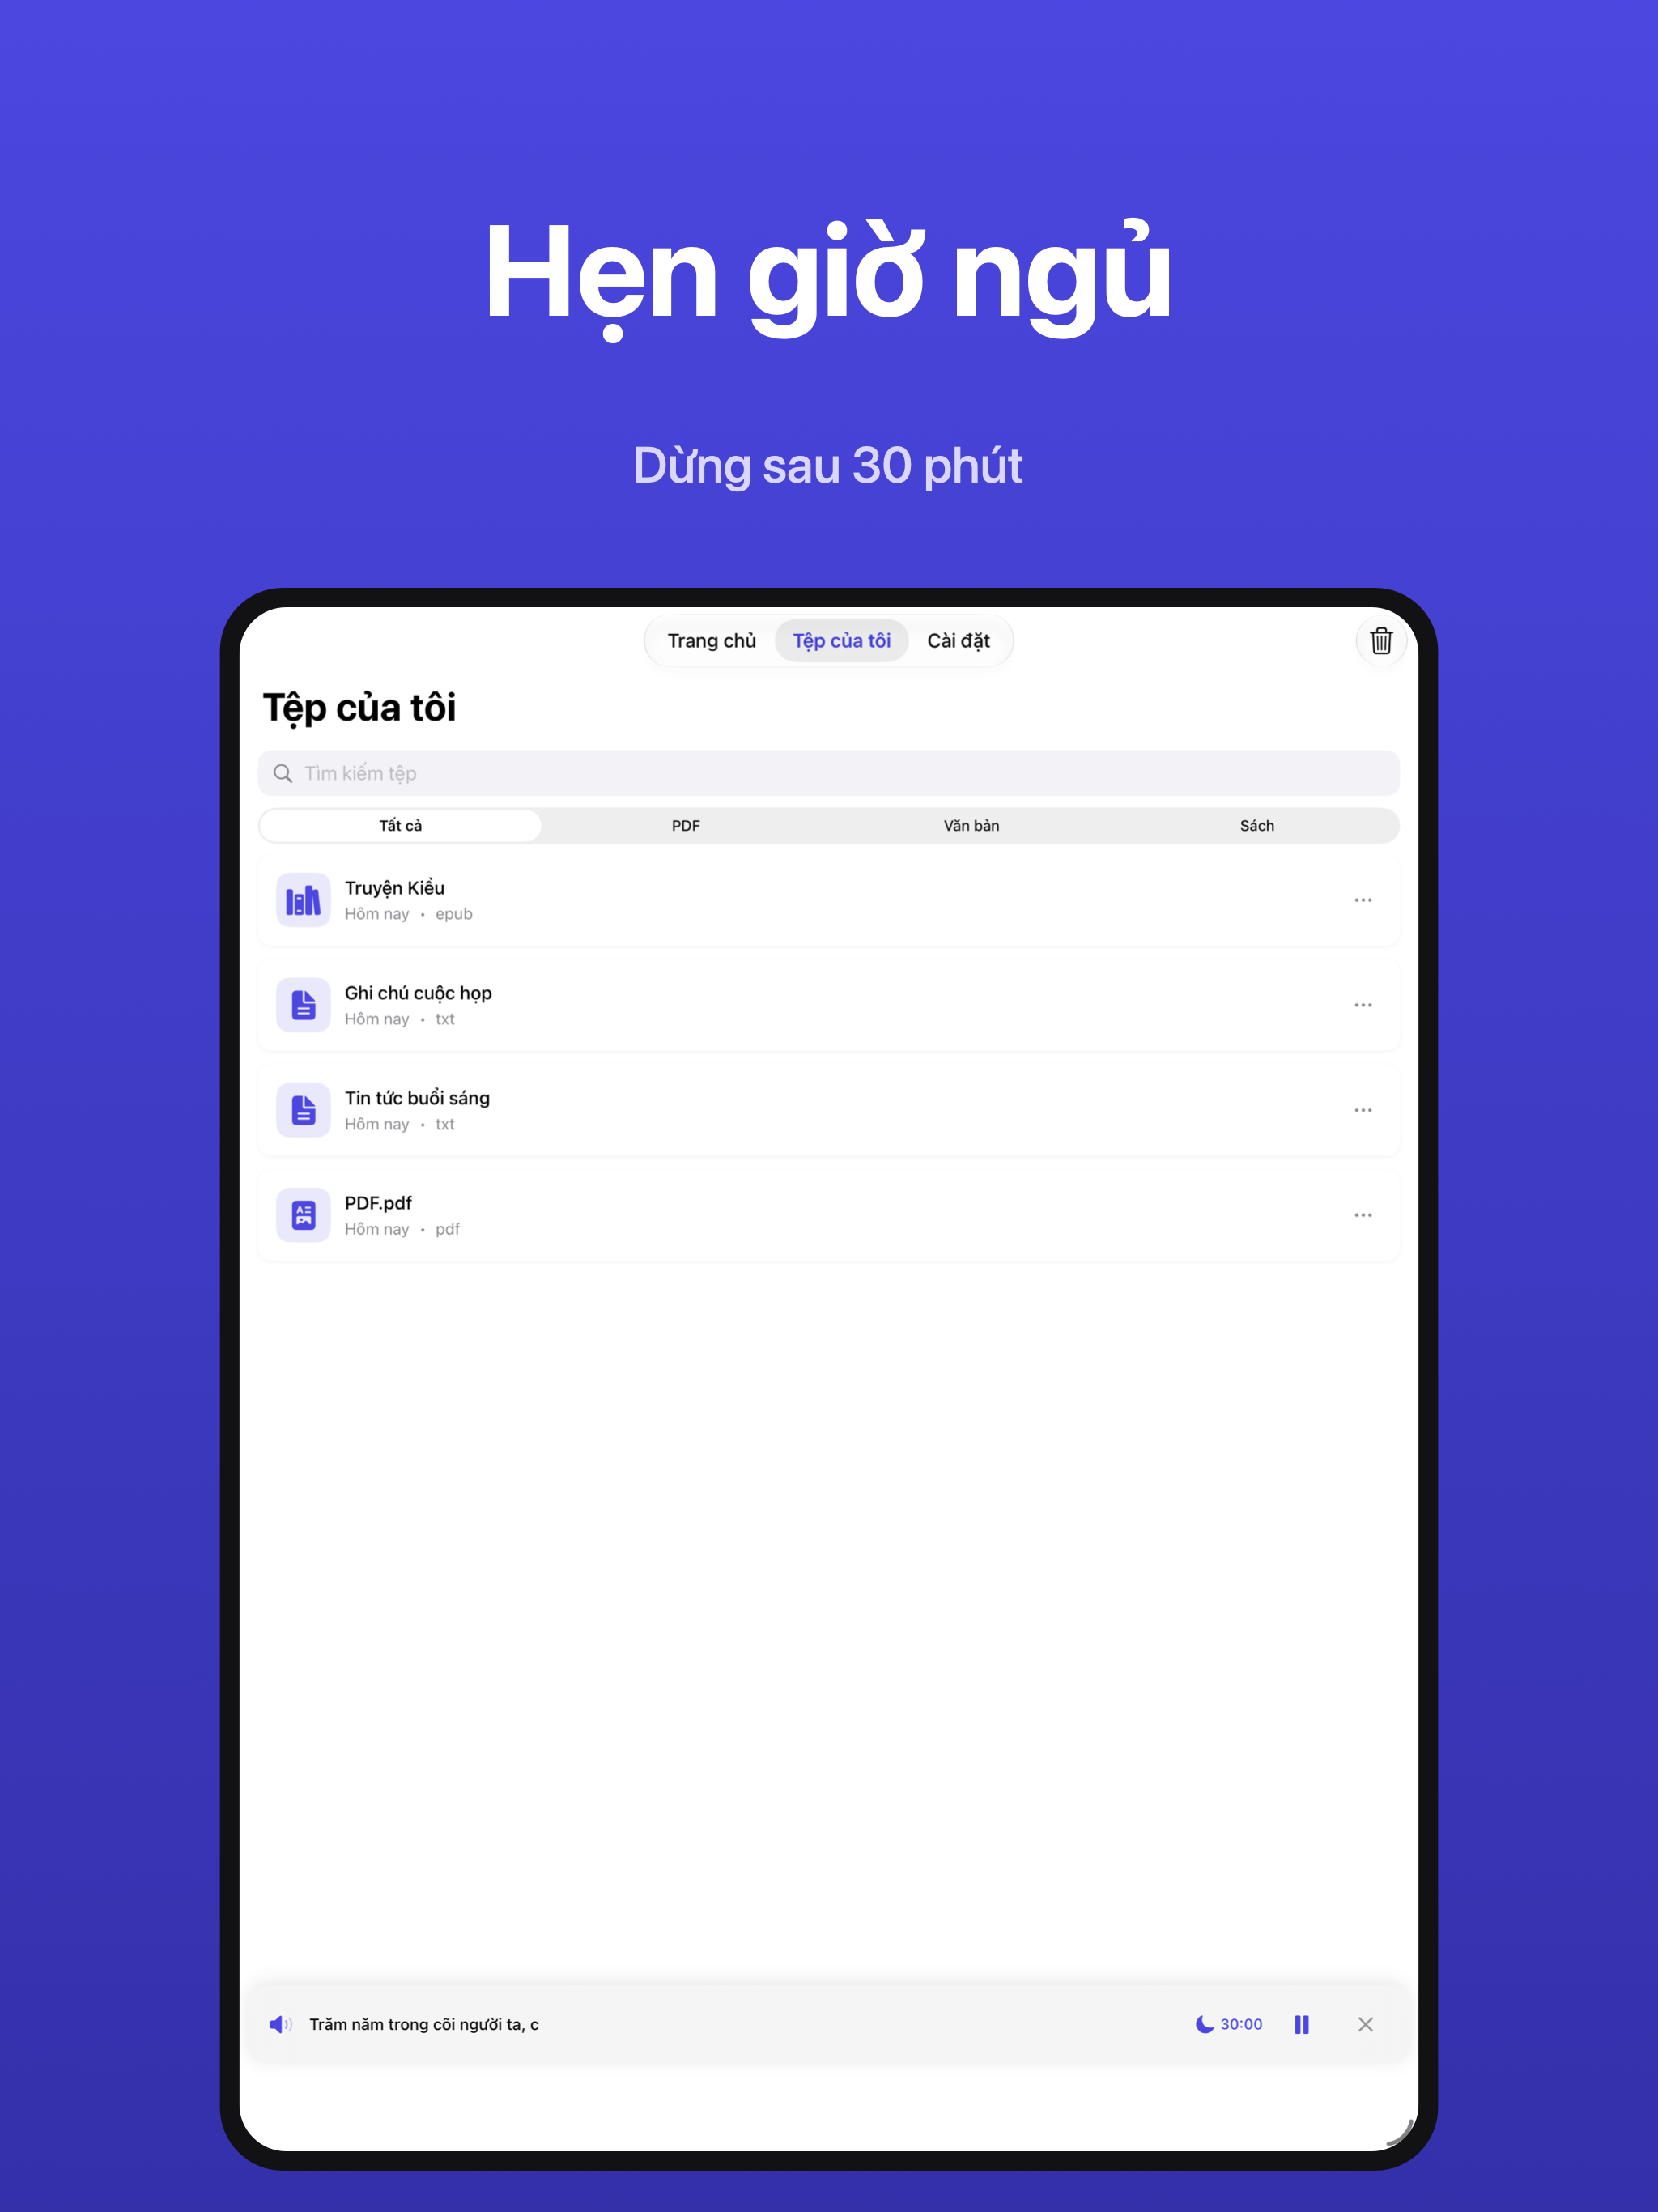 Hẹn giờ ngủ
Dừng sau 30 phút
Trang chủ Tệp của tôi Cài đặt
Tệp của tôi
Tìm kiếm tệp
Tất cả PDF Văn bản Sách
Truyện Kiều
Hôm nay • epub
Ghi chú cuộc họp
Hôm nay • txt
Tin tức buổi sáng
Hôm nay • txt
PDF.pdf
Hôm nay • pdf
Trăm năm trong cõi người ta, c 30:00